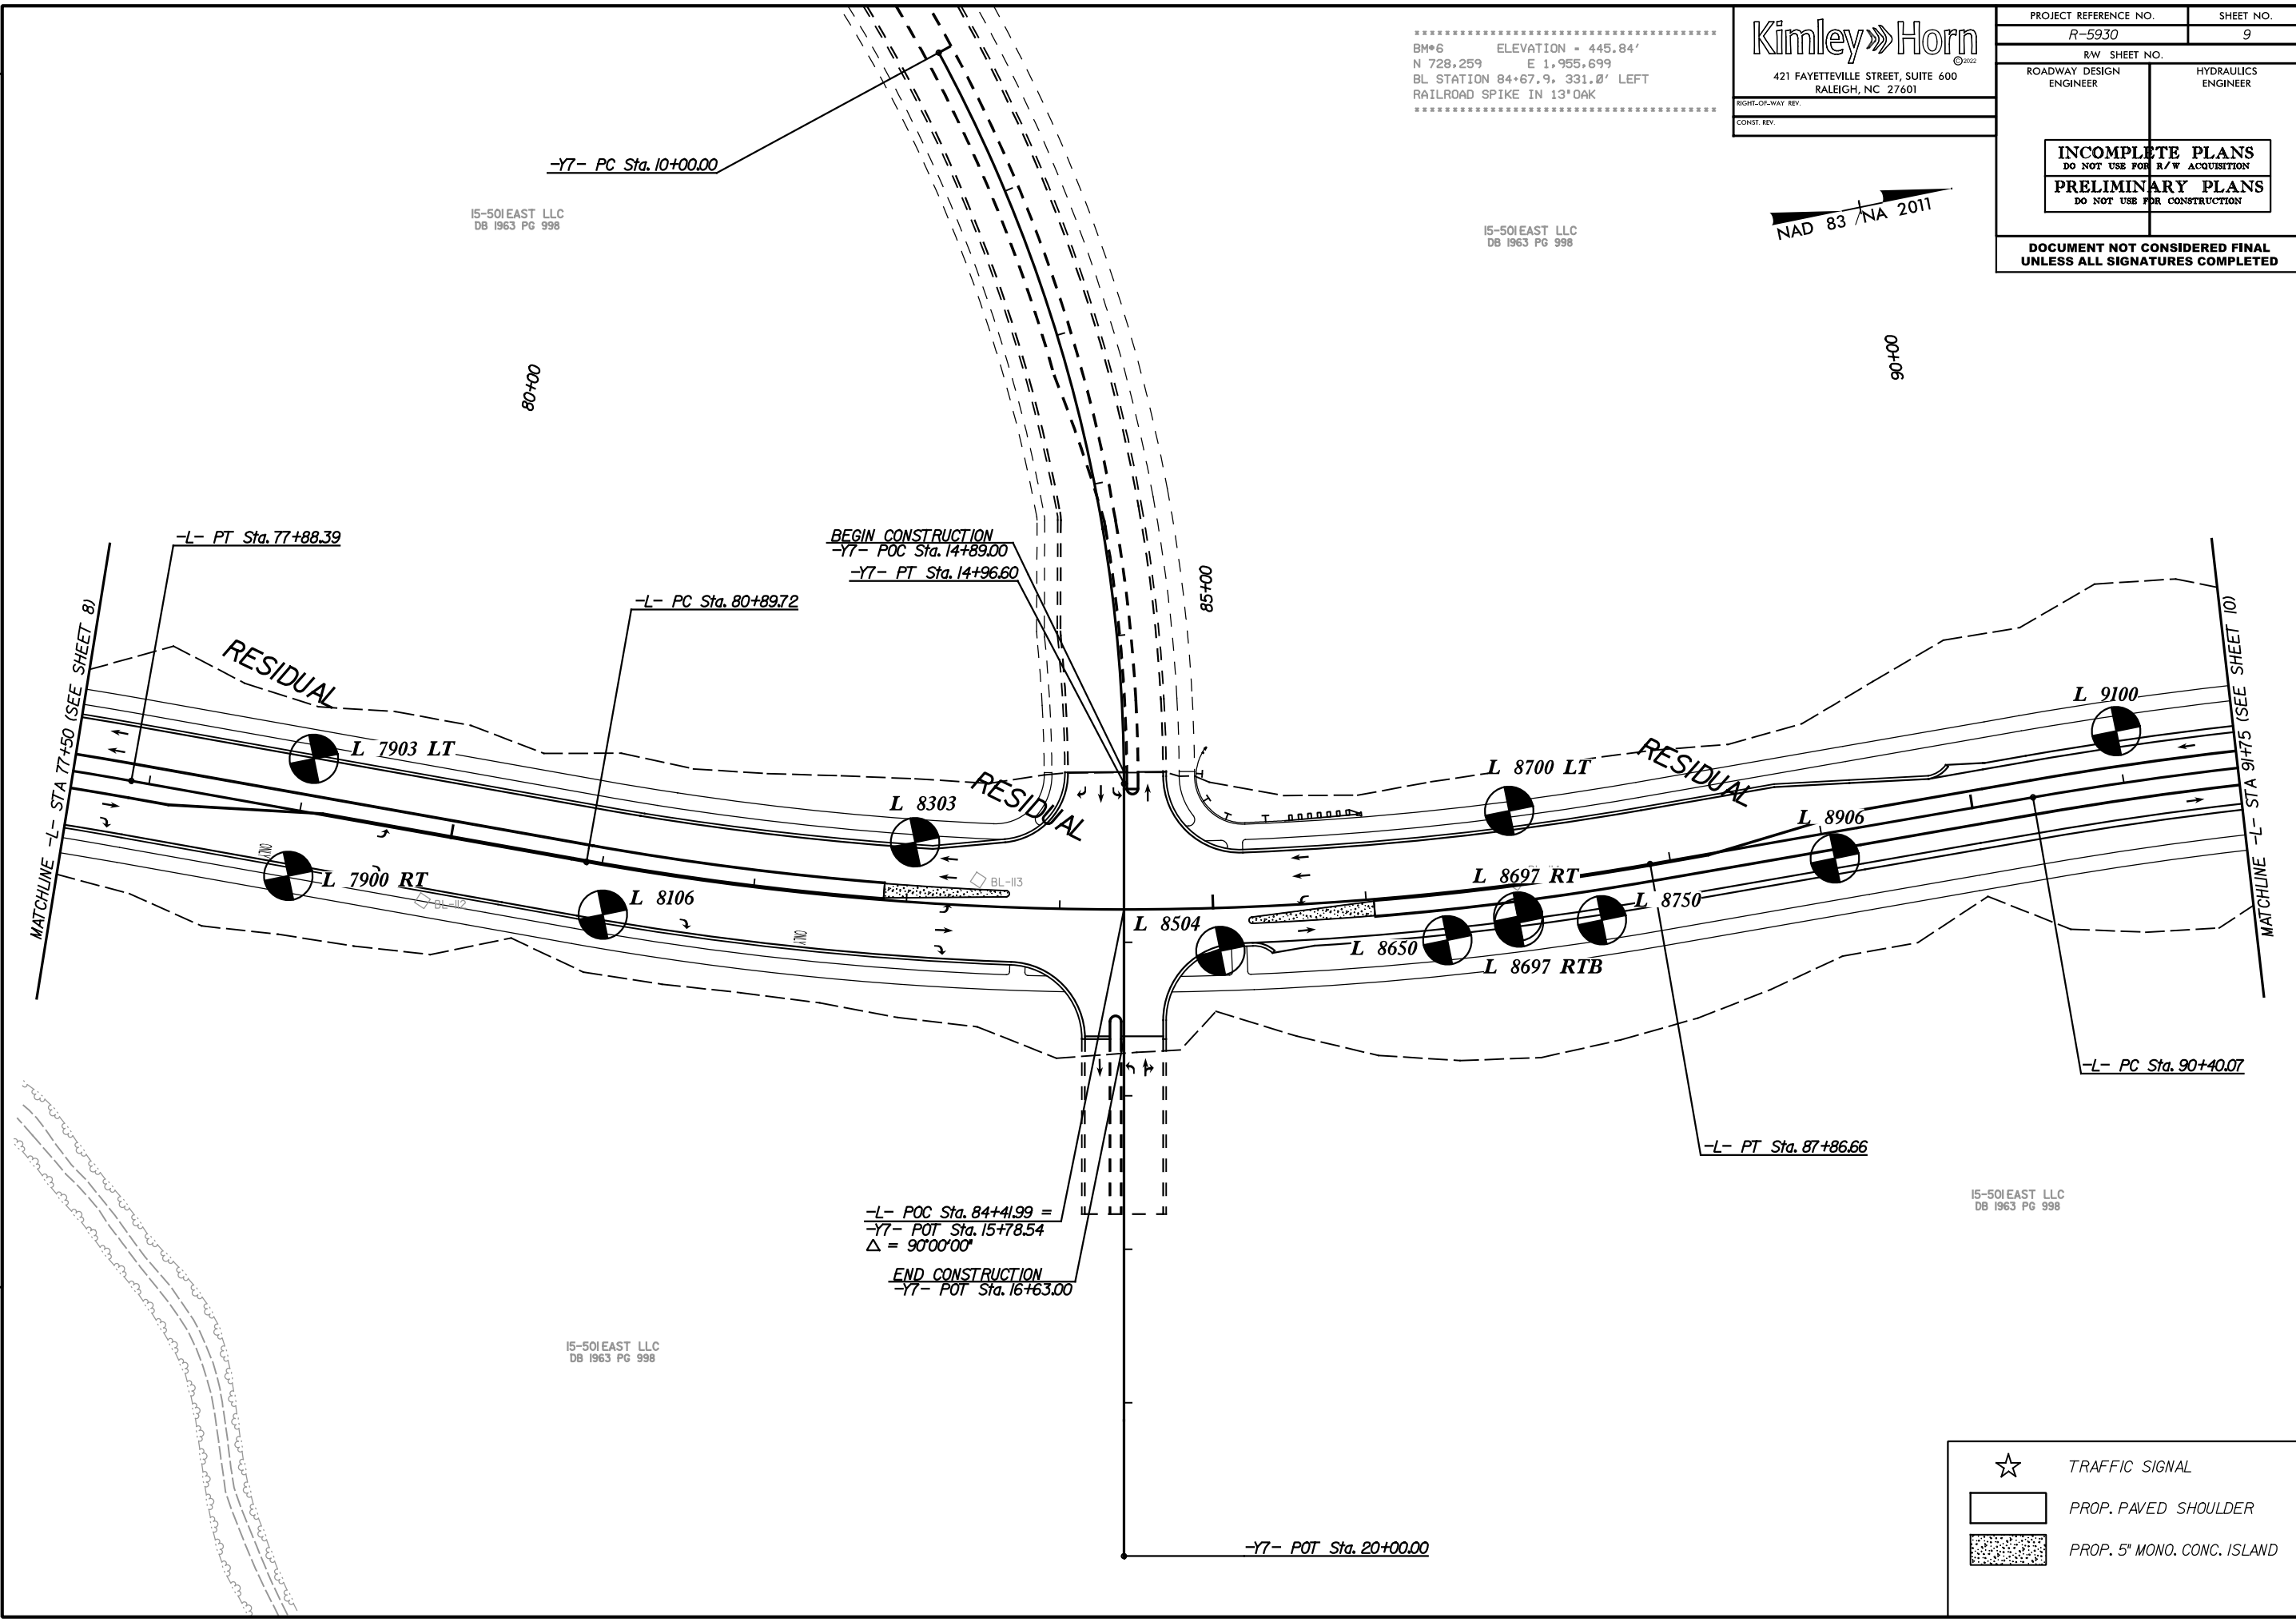 BM*6 ELEVATION = 445.84'
N 728,259 E 1,955,699
BL STATION 84+67.9, 331.0' LEFT
RAILROAD SPIKE IN 13" OAK
Kimley»Horn
©2022
421 FAYETTEVILLE STREET, SUITE 600
RALEIGH, NC 27601
RIGHT-OF-WAY REV.
CONST. REV.
PROJECT REFERENCE NO. SHEET NO.
R-5930 9
RW SHEET NO.
ROADWAY DESIGN ENGINEER
HYDRAULICS ENGINEER
INCOMPLETE PLANS
DO NOT USE FOR R/W ACQUISITION
PRELIMINARY PLANS
DO NOT USE FOR CONSTRUCTION
DOCUMENT NOT CONSIDERED FINAL
UNLESS ALL SIGNATURES COMPLETED
-Y7- PC Sta. 10+00.00
15-501 EAST LLC
DB 1963 PG 998
15-501 EAST LLC
DB 1963 PG 998
NAD 83 / NA 2011
80+00
90+00
-L- PT Sta. 77+88.39
BEGIN CONSTRUCTION
-Y7- POC Sta. 14+89.00
-Y7- PT Sta. 14+96.60
85+00
-L- PC Sta. 80+89.72
MATCHLINE -L- STA 77+50 (SEE SHEET 8)
MATCHLINE -L- STA 91+75 (SEE SHEET 10)
RESIDUAL
L 7903 LT
L 8303
RESIDUAL
L 8700 LT
RESIDUAL
L 9100
L 8906
ONLY
L 7900 RT
BL-112
L 8106
ONLY
BL-113
L 8504
L 8697 RT
L 8750
L 8650
L 8697 RTB
-L- PC Sta. 90+40.07
-L- PT Sta. 87+86.66
-L- POC Sta. 84+41.99 =
-Y7- POT Sta. 15+78.54
Δ = 90°00'00"
END CONSTRUCTION
-Y7- POT Sta. 16+63.00
15-501 EAST LLC
DB 1963 PG 998
15-501 EAST LLC
DB 1963 PG 998
-Y7- POT Sta. 20+00.00
TRAFFIC SIGNAL
PROP. PAVED SHOULDER
PROP. 5" MONO. CONC. ISLAND